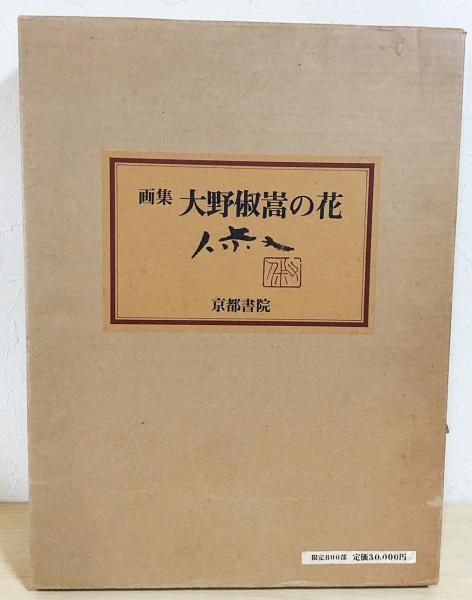 画集 大野俶嵩の花
俶
京都書院
限定800部 定価30,000円